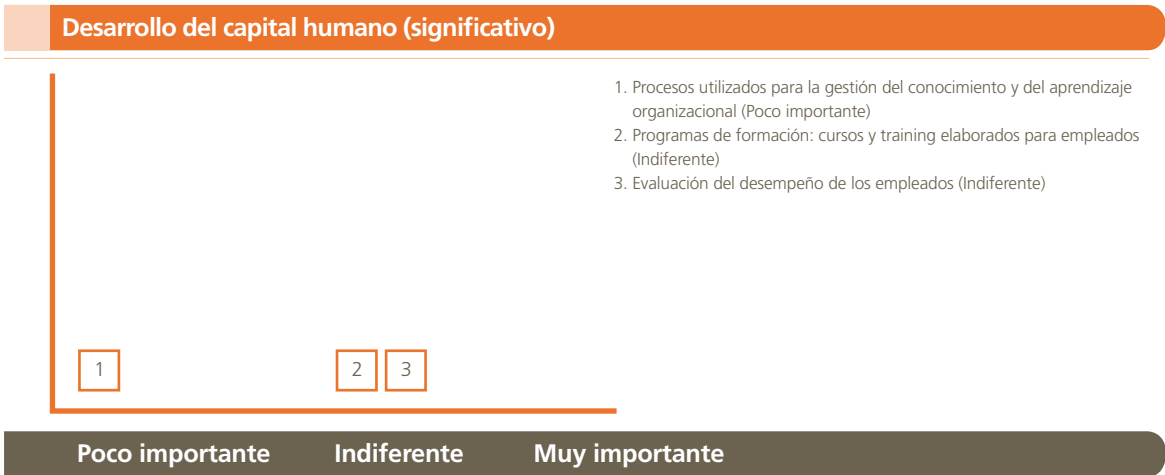 Desarrollo del capital humano (significativo)
1. Procesos utilizados para la gestión del conocimiento y del aprendizaje
organizacional (Poco importante)
2. Programas de formación: cursos y training elaborados para empleados
(Indiferente)
3. Evaluación del desempeño de los empleados (Indiferente)
1 2 3
Poco importante Indiferente Muy importante